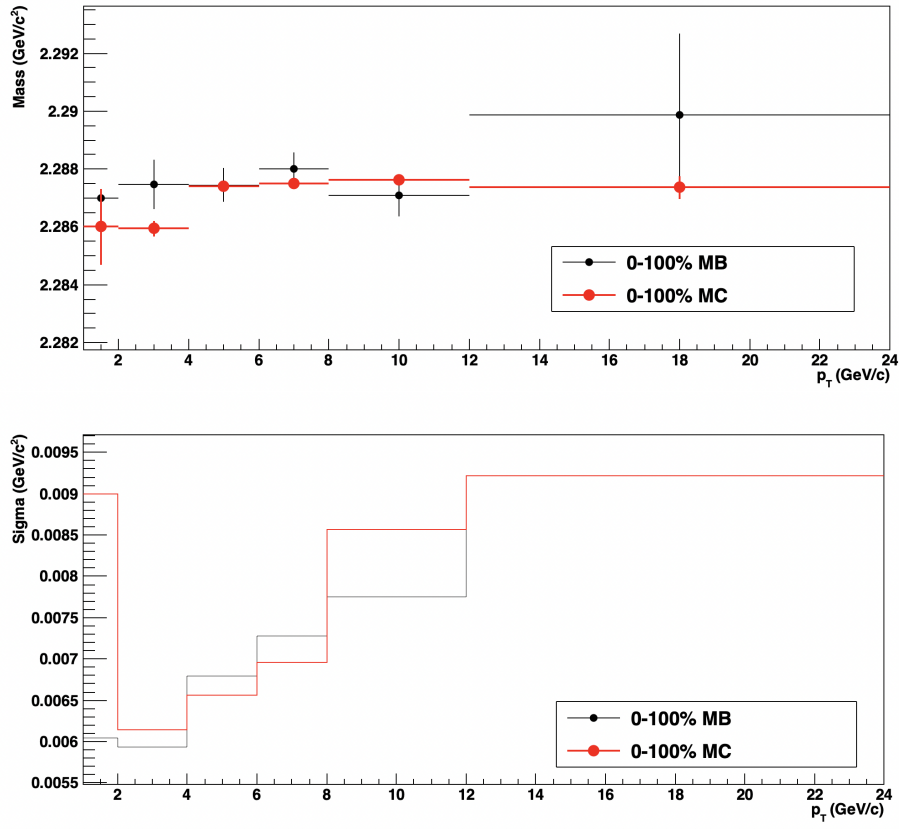 Mass (GeV/c²)
2.292
2.29
2.288
2.286
2.284
2.282
0-100% MB
0-100% MC
2 4 6 8 10 12 14 16 18 20 22 24
p_T (GeV/c)
Sigma (GeV/c²)
0.0095
0.009
0.0085
0.008
0.0075
0.007
0.0065
0.006
0.0055
0-100% MB
0-100% MC
2 4 6 8 10 12 14 16 18 20 22 24
p_T (GeV/c)